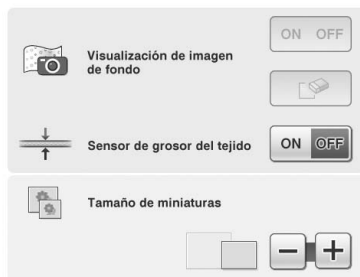 ON OFF
Visualización de imagen
de fondo
Sensor de grosor del tejido ON OFF
Tamaño de miniaturas
− +